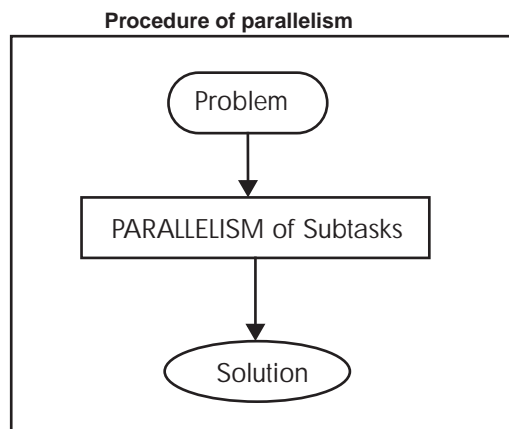 Procedure of parallelism
Problem
PARALLELISM of Subtasks
Solution